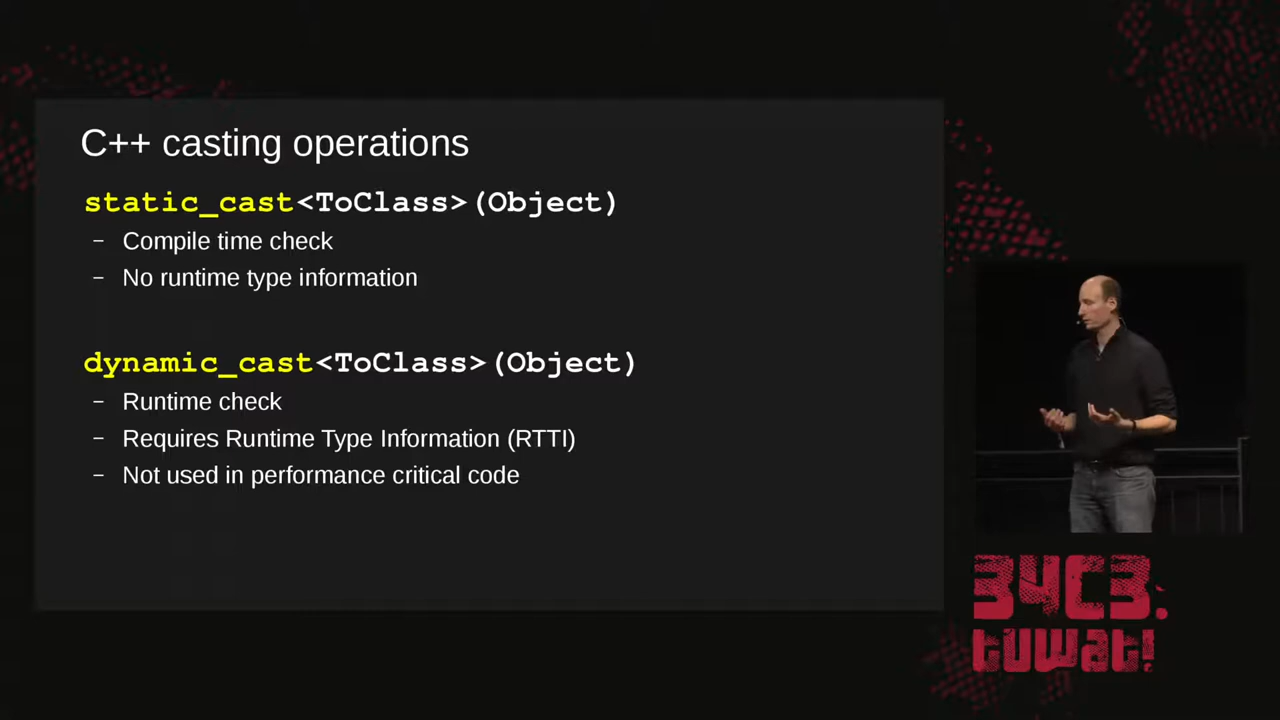 C++ casting operations
static_cast<ToClass>(Object)
– Compile time check
– No runtime type information
dynamic_cast<ToClass>(Object)
– Runtime check
– Requires Runtime Type Information (RTTI)
– Not used in performance critical code
34C3.
tuwat!